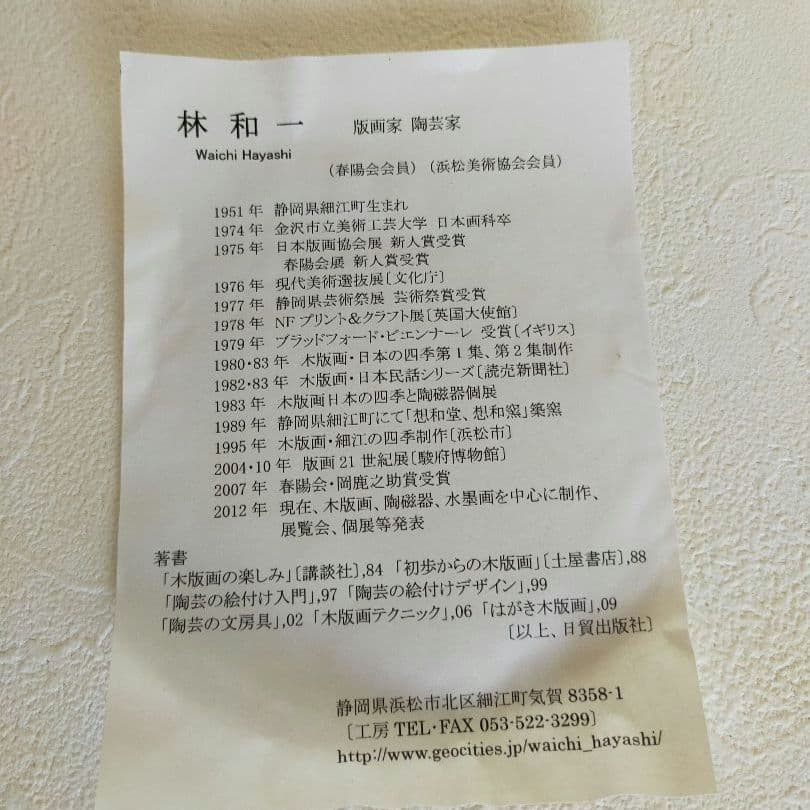 林 和 一 版画家 陶芸家
Waichi Hayashi
(春陽会会員) (浜松美術協会会員)
1951 年 静岡県細江町生まれ
1974 年 金沢市立美術工芸大学 日本画科卒
1975 年 日本版画協会展 新人賞受賞
春陽会展 新人賞受賞
1976 年 現代美術選抜展〔文化庁〕
1977 年 静岡県芸術祭展 芸術祭賞受賞
1978 年 NFプリント&クラフト展〔英国大使館〕
1979 年 ブラッドフォード・ビエンナーレ 受賞〔イギリス〕
1980・83 年 木版画・日本の四季第1集、第2集制作
1982・83 年 木版画・日本民話シリーズ〔読売新聞社〕
1983 年 木版画日本の四季と陶磁器個展
1989 年 静岡県細江町にて「想和堂、想和窯」築窯
1995 年 木版画・細江の四季制作〔浜松市〕
2004・10 年 版画 21 世紀展〔駿府博物館〕
2007 年 春陽会・岡鹿之助賞受賞
2012 年 現在、木版画、陶磁器、水墨画を中心に制作、
展覧会、個展等発表
著書
「木版画の楽しみ」〔講談社〕,84 「初歩からの木版画」〔土屋書店〕,88
「陶芸の絵付け入門」,97 「陶芸の絵付けデザイン」,99
「陶芸の文房具」,02 「木版画テクニック」,06 「はがき木版画」,09
〔以上、日貿出版社〕
静岡県浜松市北区細江町気賀 8358-1
〔工房 TEL・FAX 053-522-3299〕
http://www.geocities.jp/waichi_hayashi/